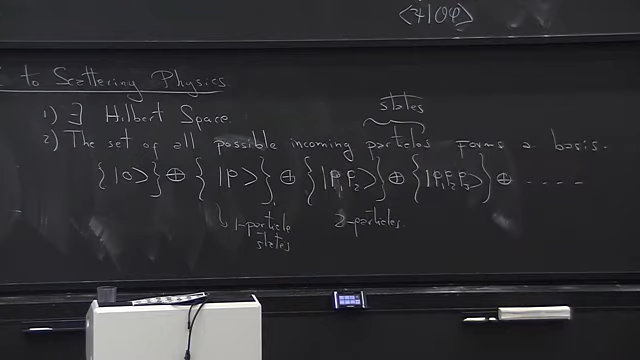 ⟨ψ|Oφ⟩
to Scattering Physics.
1) ∃ Hilbert Space.
states
2) The set of all possible incoming particles forms a basis.
{|0⟩} ⊕ {|p⟩} ⊕ {|p₁p₂⟩} ⊕ {|p₁p₂p₃⟩} ⊕ ....
↳ 1-particle states
2-particles.